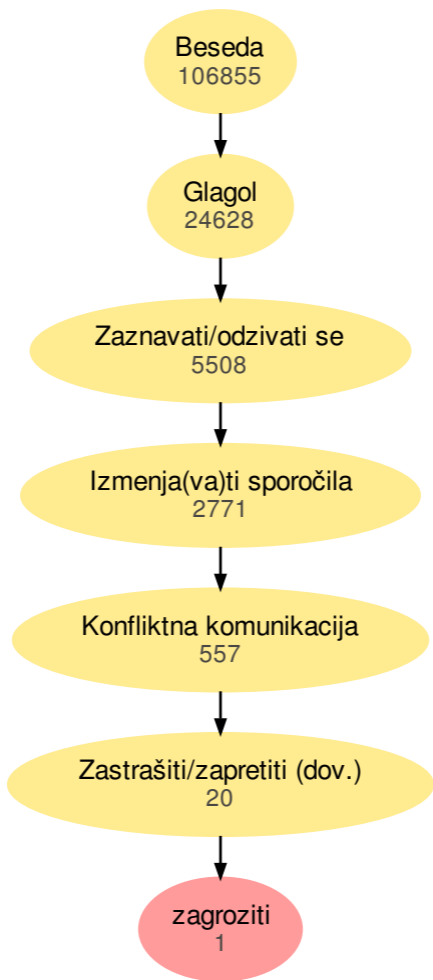 Beseda
106855
Glagol
24628
Zaznavati/odzivati se
5508
Izmenja(va)ti sporočila
2771
Konfliktna komunikacija
557
Zastrašiti/zapretiti (dov.)
20
zagroziti
1